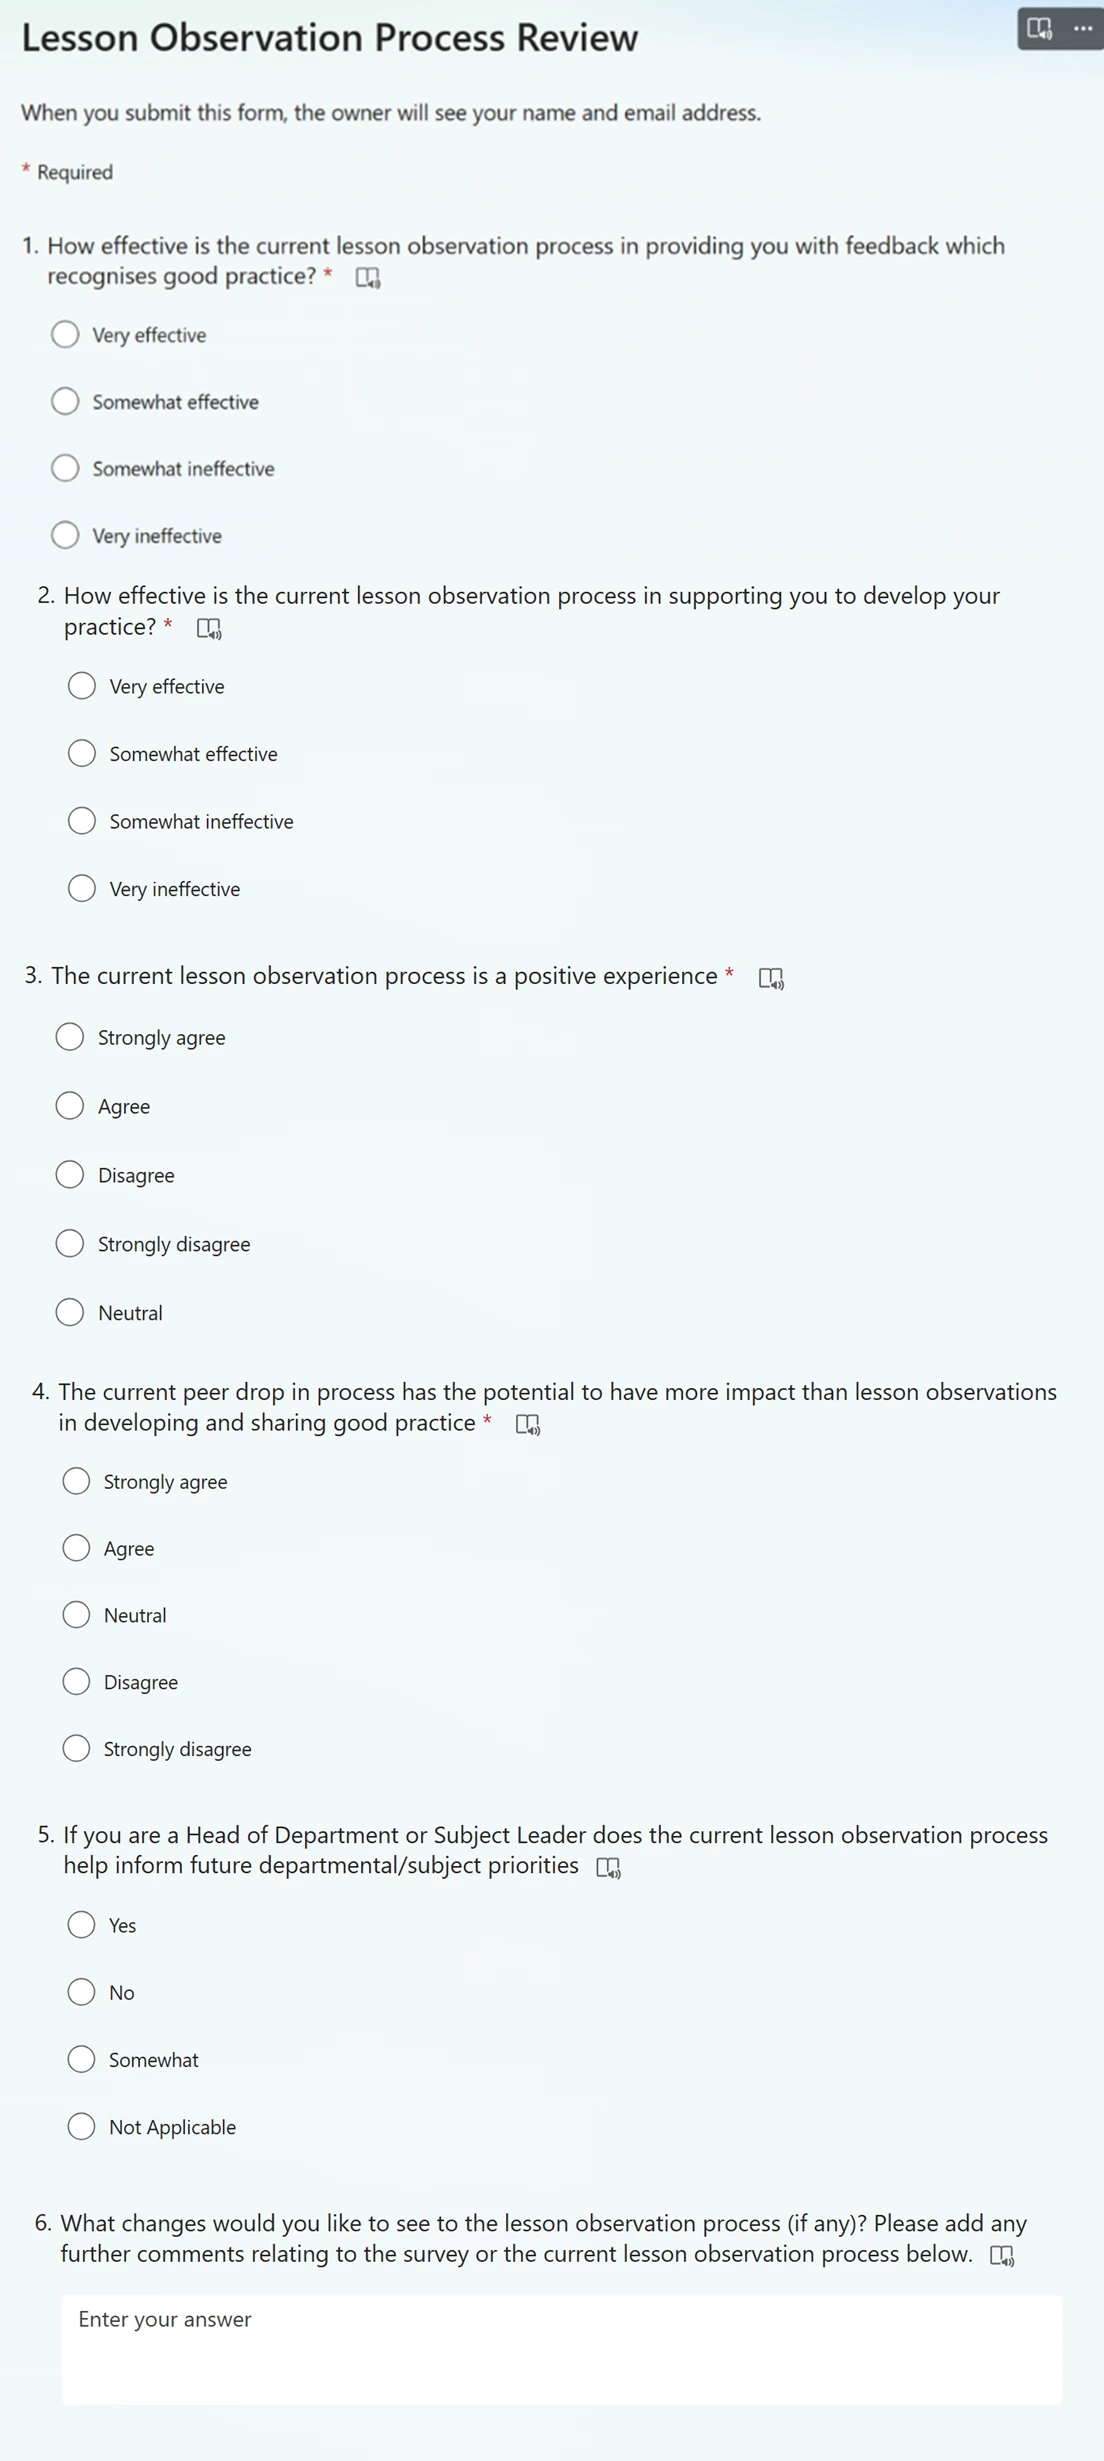 Lesson Observation Process Review
When you submit this form, the owner will see your name and email address.
* Required
1. How effective is the current lesson observation process in providing you with feedback which
recognises good practice? *
Very effective
Somewhat effective
Somewhat ineffective
Very ineffective
2. How effective is the current lesson observation process in supporting you to develop your
practice? *
Very effective
Somewhat effective
Somewhat ineffective
Very ineffective
3. The current lesson observation process is a positive experience *
Strongly agree
Agree
Disagree
Strongly disagree
Neutral
4. The current peer drop in process has the potential to have more impact than lesson observations
in developing and sharing good practice *
Strongly agree
Agree
Neutral
Disagree
Strongly disagree
5. If you are a Head of Department or Subject Leader does the current lesson observation process
help inform future departmental/subject priorities
Yes
No
Somewhat
Not Applicable
6. What changes would you like to see to the lesson observation process (if any)? Please add any
further comments relating to the survey or the current lesson observation process below.
Enter your answer